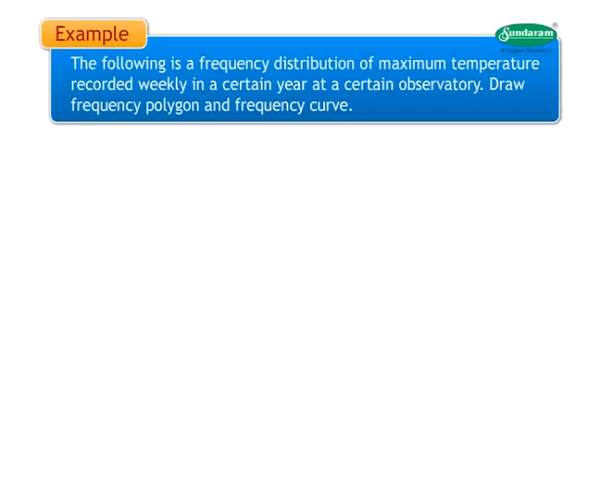 Example
Sundaram
The following is a frequency distribution of maximum temperature
recorded weekly in a certain year at a certain observatory. Draw
frequency polygon and frequency curve.